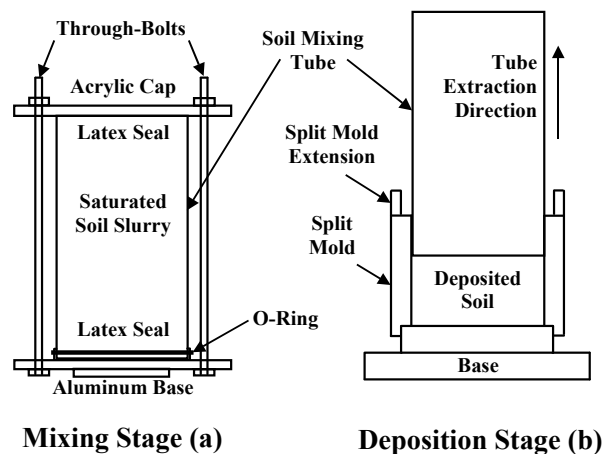 Through-Bolts
Acrylic Cap
Latex Seal
Saturated
Soil Slurry
Latex Seal
O-Ring
Aluminum Base
Mixing Stage (a)
Soil Mixing
Tube
Tube
Extraction
Direction
Split Mold
Extension
Split
Mold
Deposited
Soil
Base
Deposition Stage (b)